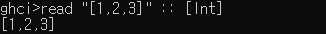 ghci>read "[1,2,3]" :: [Int]
[1,2,3]